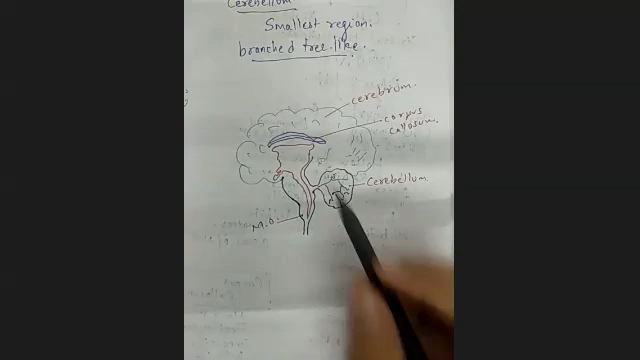 Cerebellum
Smallest region.
branched tree like.
cerebrum.
corpus
callosum.
Cerebellum
M.O.